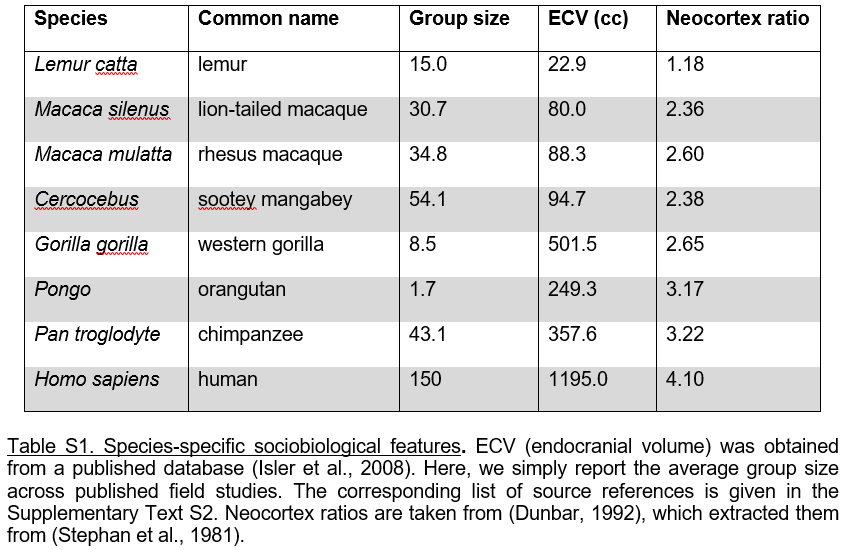 Species Common name Group size ECV (cc) Neocortex ratio
Lemur catta lemur 15.0 22.9 1.18
Macaca silenus lion-tailed macaque 30.7 80.0 2.36
Macaca mulatta rhesus macaque 34.8 88.3 2.60
Cercocebus sootey mangabey 54.1 94.7 2.38
Gorilla gorilla western gorilla 8.5 501.5 2.65
Pongo orangutan 1.7 249.3 3.17
Pan troglodyte chimpanzee 43.1 357.6 3.22
Homo sapiens human 150 1195.0 4.10
Table S1. Species-specific sociobiological features. ECV (endocranial volume) was obtained
from a published database (Isler et al., 2008). Here, we simply report the average group size
across published field studies. The corresponding list of source references is given in the
Supplementary Text S2. Neocortex ratios are taken from (Dunbar, 1992), which extracted them
from (Stephan et al., 1981).